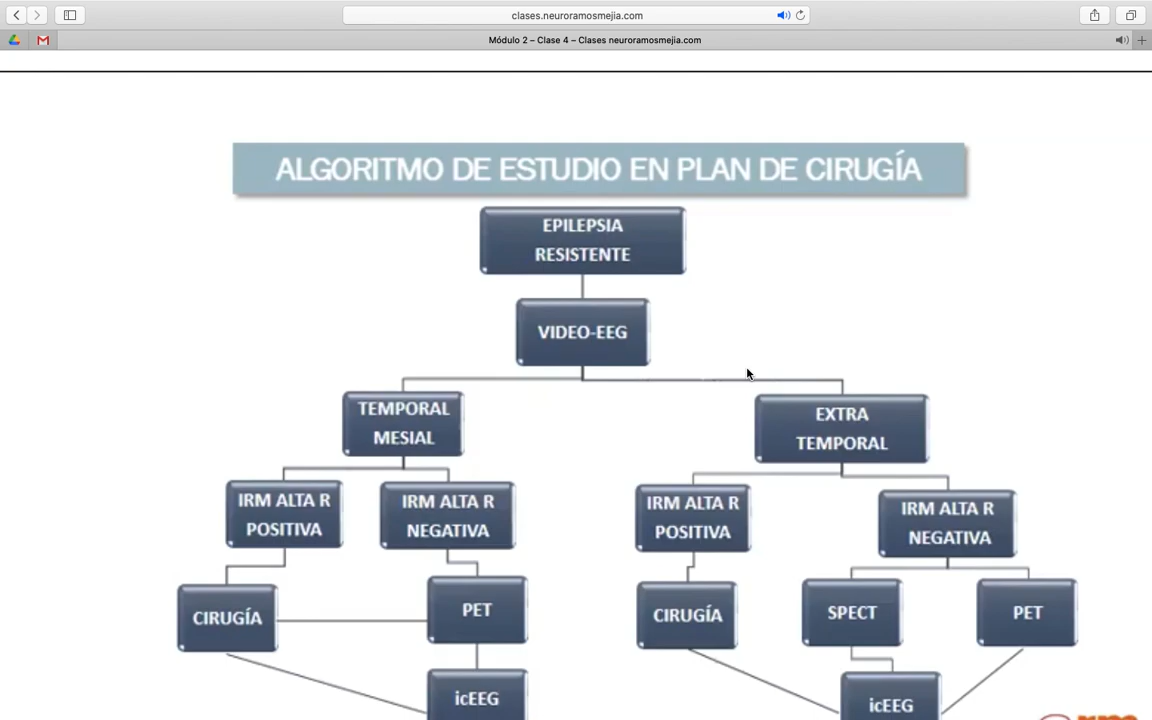 clases.neuroramosmejia.com
Módulo 2 – Clase 4 – Clases neuroramosmejia.com
ALGORITMO DE ESTUDIO EN PLAN DE CIRUGÍA
EPILEPSIA
RESISTENTE
VIDEO-EEG
TEMPORAL
MESIAL
EXTRA
TEMPORAL
IRM ALTA R
POSITIVA
IRM ALTA R
NEGATIVA
IRM ALTA R
POSITIVA
IRM ALTA R
NEGATIVA
CIRUGÍA
PET
CIRUGÍA
SPECT
PET
icEEG
icEEG